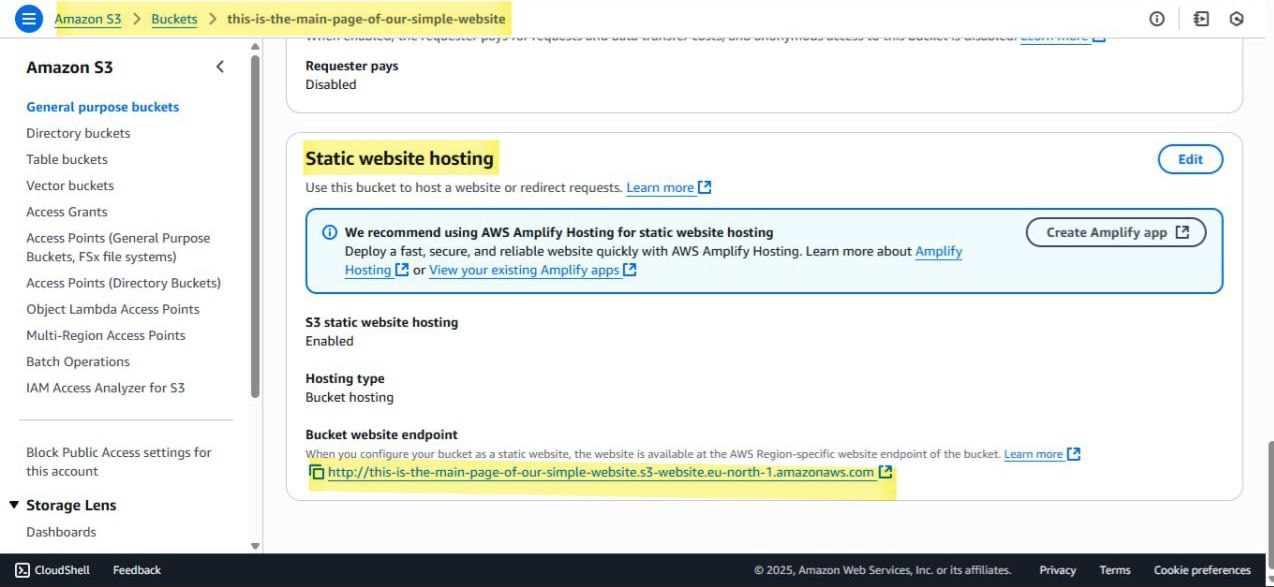 Amazon S3 > Buckets > this-is-the-main-page-of-our-simple-website
Amazon S3
General purpose buckets
Directory buckets
Table buckets
Vector buckets
Access Grants
Access Points (General Purpose
Buckets, FSx file systems)
Access Points (Directory Buckets)
Object Lambda Access Points
Multi-Region Access Points
Batch Operations
IAM Access Analyzer for S3
Block Public Access settings for
this account
Storage Lens
Dashboards
When enabled, the requester pays for requests and data transfer costs, and anonymous access to this bucket is disabled. Learn more
Requester pays
Disabled
Static website hosting
Edit
Use this bucket to host a website or redirect requests. Learn more
We recommend using AWS Amplify Hosting for static website hosting
Create Amplify app
Deploy a fast, secure, and reliable website quickly with AWS Amplify Hosting. Learn more about Amplify
Hosting or View your existing Amplify apps
S3 static website hosting
Enabled
Hosting type
Bucket hosting
Bucket website endpoint
When you configure your bucket as a static website, the website is available at the AWS Region-specific website endpoint of the bucket. Learn more
http://this-is-the-main-page-of-our-simple-website.s3-website.eu-north-1.amazonaws.com
CloudShell Feedback © 2025, Amazon Web Services, Inc. or its affiliates. Privacy Terms Cookie preferences